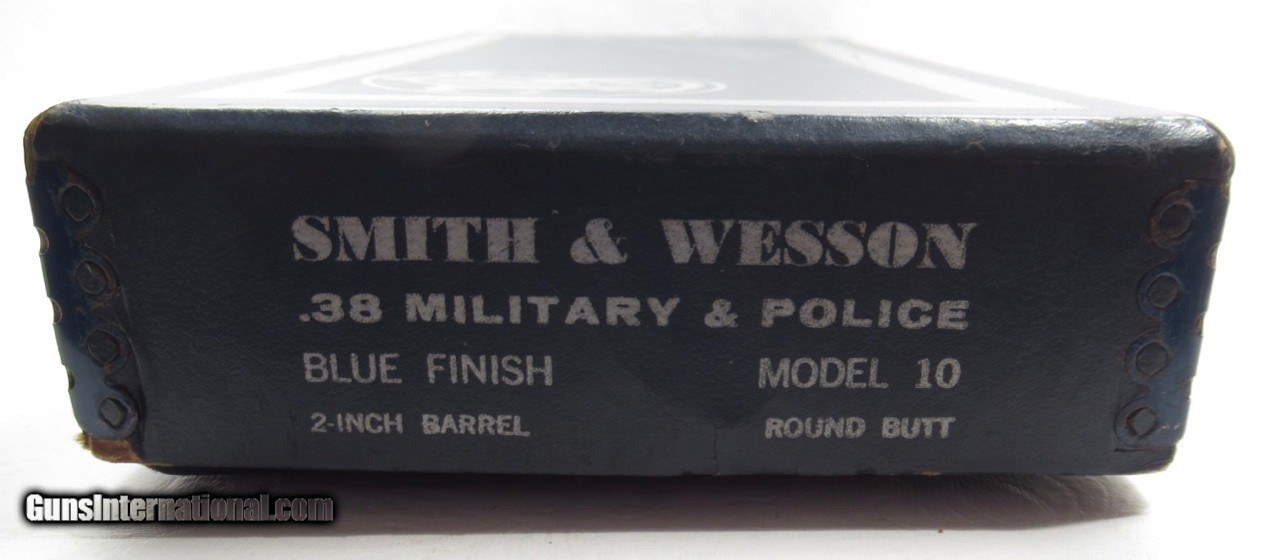 SMITH & WESSON
.38 MILITARY & POLICE
BLUE FINISH MODEL 10
2-INCH BARREL ROUND BUTT
GunsInternational.com